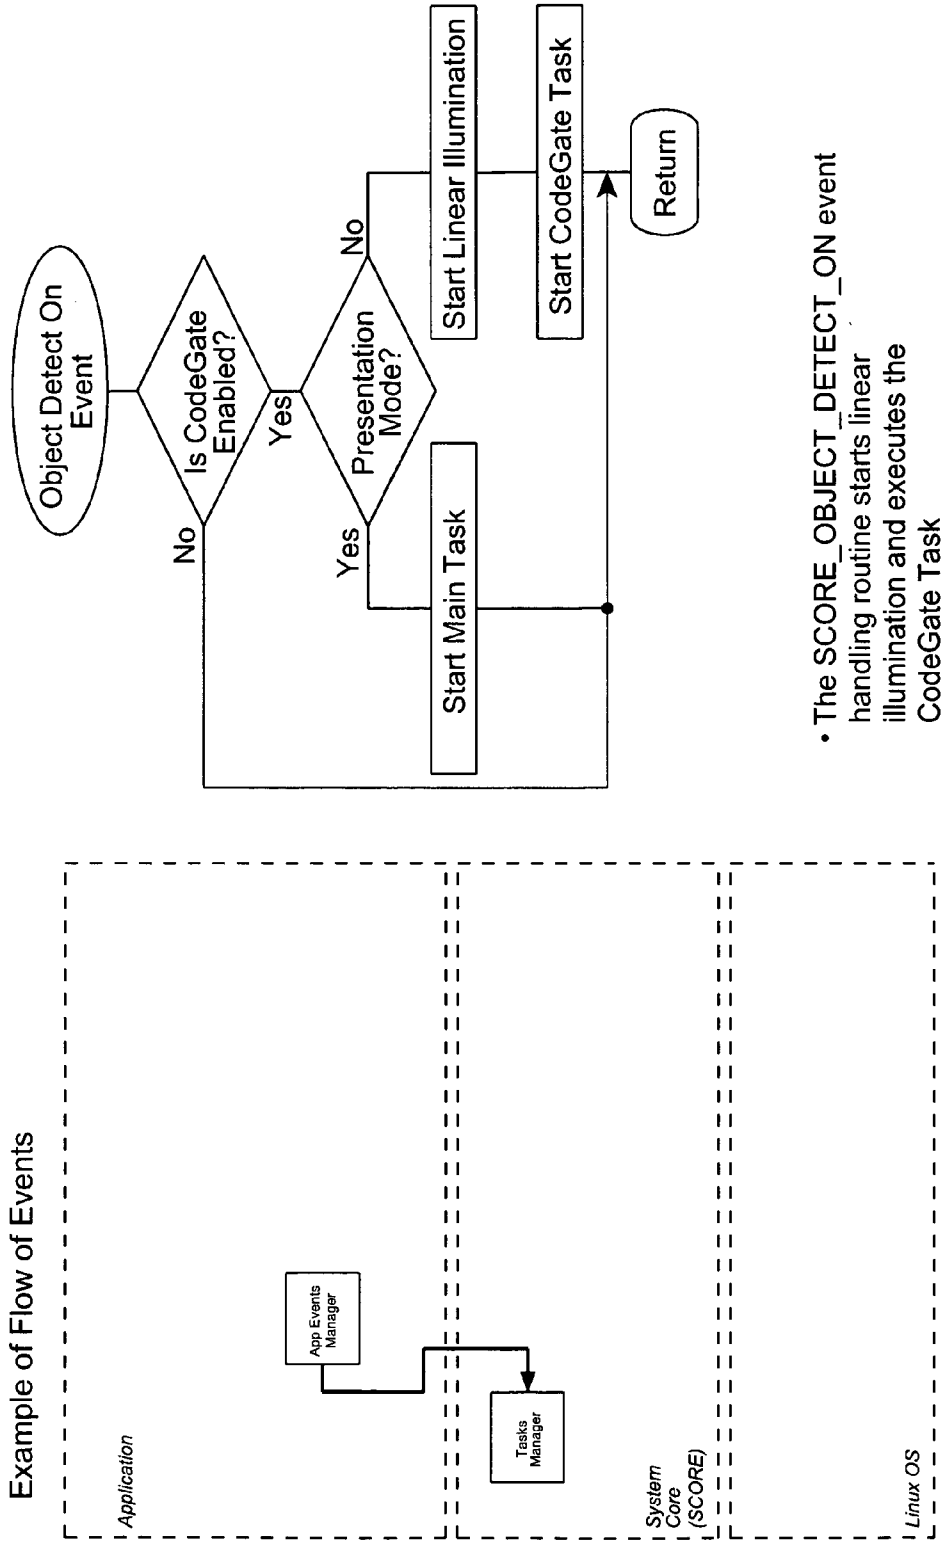 Example of Flow of Events
Application
App Events
Manager
Tasks
Manager
System
Core
(SCORE)
Linux OS
Object Detect On
Event
Is CodeGate
Enabled?
No
Yes
Presentation
Mode?
Yes
No
Start Main Task
Start Linear Illumination
Start CodeGate Task
Return
• The SCORE_OBJECT_DETECT_ON event
handling routine starts linear
illumination and executes the
CodeGate Task